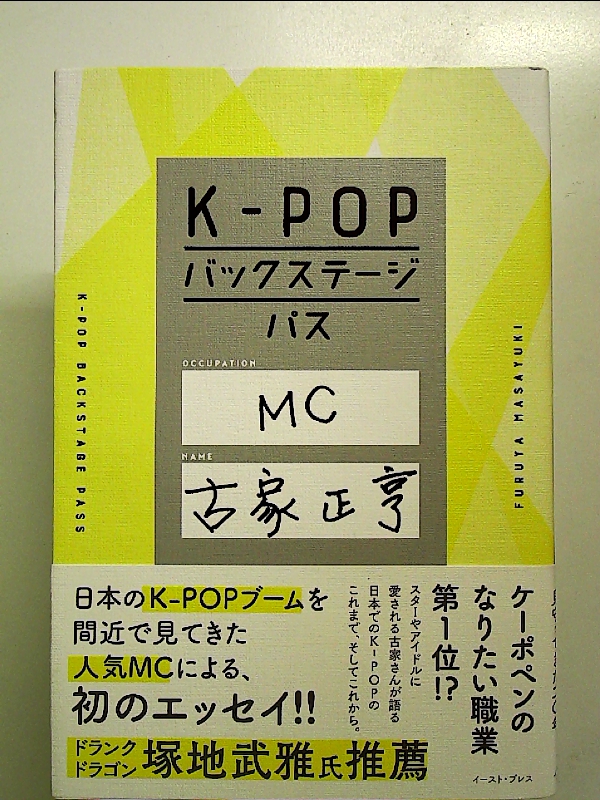 K-POP
バックステージ
パス
OCCUPATION
MC
NAME
古家正亨
K-POP BACKSTABE PASS
FURUTA MASAYUKI
日本のK-POPブームを
間近で見てきた
人気MCによる、
初のエッセイ!!
ドランク
ドラゴン塚地武雅氏推薦
ケーポペンの
なりたい職業
第1位!?
スターやアイドルに
愛される古家さんが語る
日本でのK-POPの
これまで、そしてこれから。
イースト・プレス